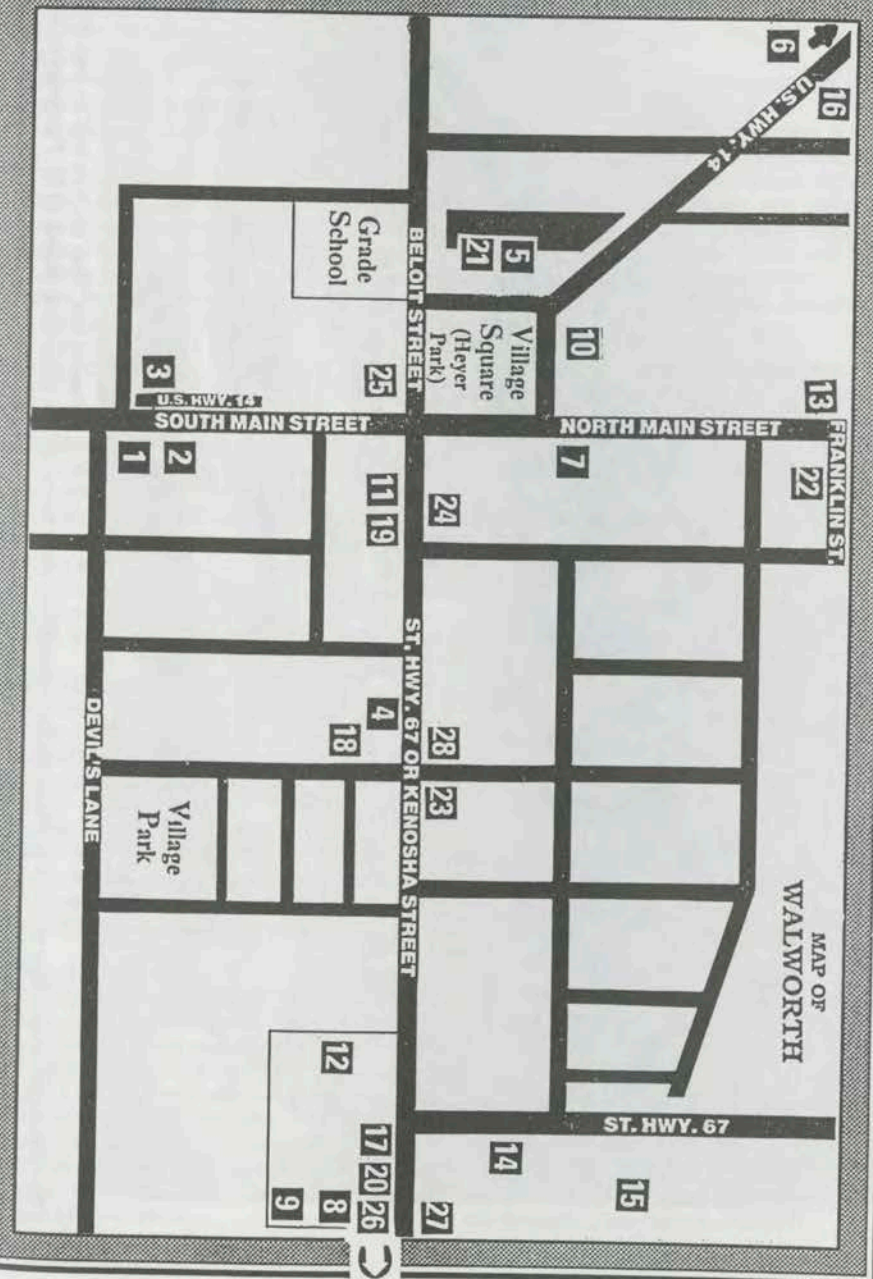 MAP OF
WALWORTH
6
16
U.S. HWY. 14
13
FRANKLIN ST.
22
15
10
NORTH MAIN STREET
7
ST. HWY. 67
14
5
21
Village
Square
(Heyer
Park)
24
28
23
27
BELOIT STREET
ST. HWY. 67 OR KENOSHA STREET
25
11
19
4
18
17
20
26
Grade
School
12
8
9
3
U.S. HWY. 14
SOUTH MAIN STREET
2
1
Village
Park
DEVIL'S LANE